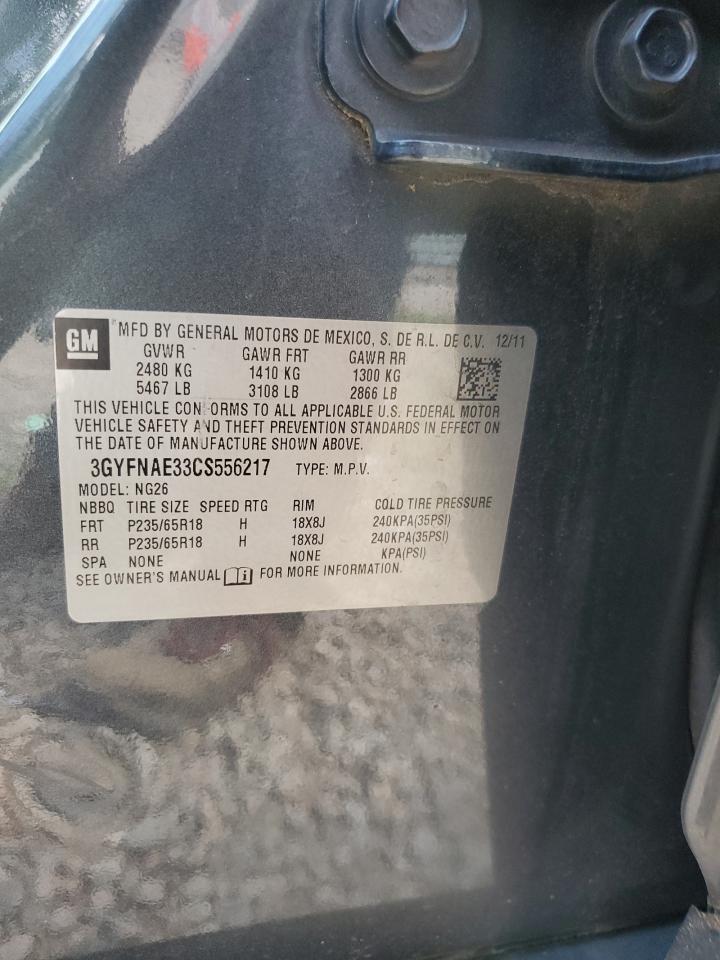 GM
MFD BY GENERAL MOTORS DE MEXICO, S. DE R.L. DE C.V. 12/11
GVWR GAWR FRT GAWR RR
2480 KG 1410 KG 1300 KG
5467 LB 3108 LB 2866 LB
THIS VEHICLE CONFORMS TO ALL APPLICABLE U.S. FEDERAL MOTOR
VEHICLE SAFETY AND THEFT PREVENTION STANDARDS IN EFFECT ON
THE DATE OF MANUFACTURE SHOWN ABOVE.
3GYFNAE33CS556217 TYPE: M.P.V.
MODEL: NG26
NBBQ TIRE SIZE SPEED RTG RIM COLD TIRE PRESSURE
FRT P235/65R18 H 18X8J 240KPA(35PSI)
RR P235/65R18 H 18X8J 240KPA(35PSI)
SPA NONE NONE KPA(PSI)
SEE OWNER'S MANUAL i FOR MORE INFORMATION.